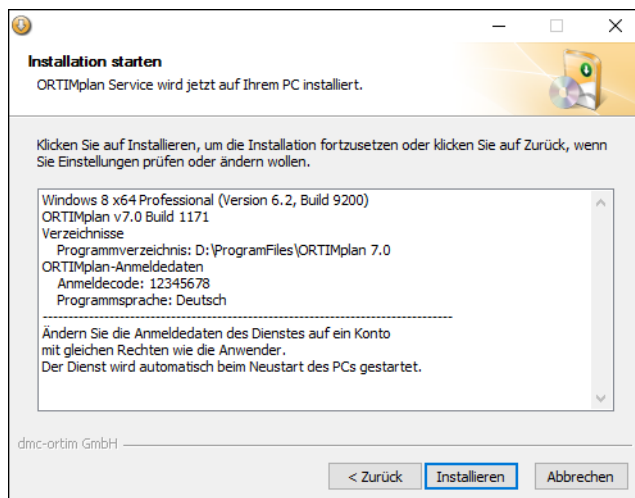 Installation starten
ORTIMplan Service wird jetzt auf Ihrem PC installiert.
Klicken Sie auf Installieren, um die Installation fortzusetzen oder klicken Sie auf Zurück, wenn
Sie Einstellungen prüfen oder ändern wollen.
Windows 8 x64 Professional (Version 6.2, Build 9200)
ORTIMplan v7.0 Build 1171
Verzeichnisse
Programmverzeichnis: D:\ProgramFiles\ORTIMplan 7.0
ORTIMplan-Anmeldedaten
Anmeldecode: 12345678
Programmsprache: Deutsch
--------------------------------------------------------------------------------
Ändern Sie die Anmeldedaten des Dienstes auf ein Konto
mit gleichen Rechten wie die Anwender.
Der Dienst wird automatisch beim Neustart des PCs gestartet.
dmc-ortim GmbH
< Zurück Installieren Abbrechen